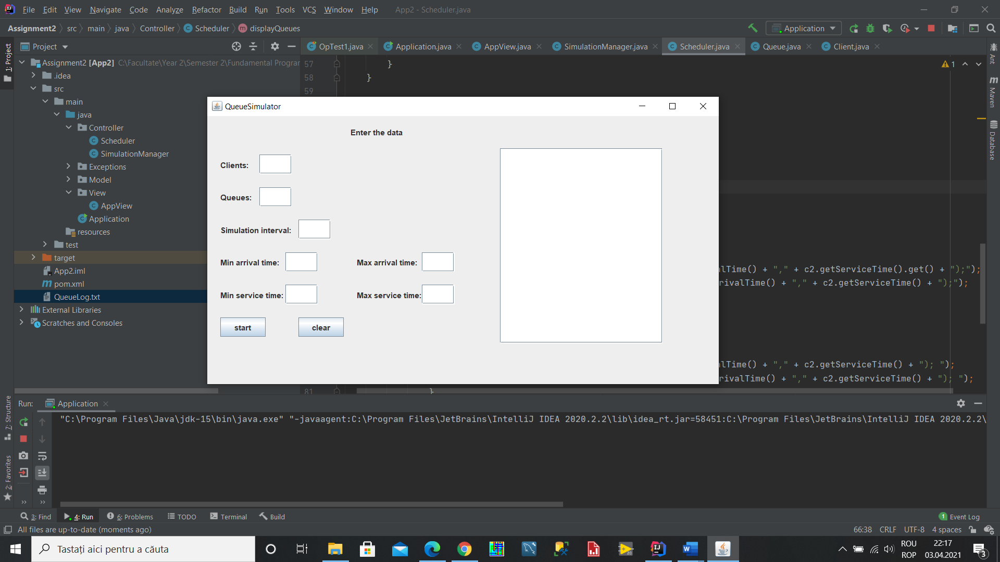 File Edit View Navigate Code Analyze Refactor Build Run Tools VCS Window Help App2 - Scheduler.java
Assignment2 src main java Controller Scheduler displayQueues
Application
1: Project
Project
OpTest1.java Application.java AppView.java SimulationManager.java Scheduler.java Queue.java Client.java
Assignment2 [App2] C:\Facultate\Year 2\Semester 2\Fundamental Prograr
.idea
src
main
java
Controller
Scheduler
SimulationManager
Exceptions
Model
View
AppView
Application
resources
test
target
App2.iml
pom.xml
QueueLog.txt
External Libraries
Scratches and Consoles
57 }
58 }
59
1
Ant
Maven
Database
QueueSimulator
Enter the data
Clients:
Queues:
Simulation interval:
Min arrival time: Max arrival time:
Min service time: Max service time:
start clear
lTime() + "," + c2.getServiceTime().get() + ");");
rivalTime() + "," + c2.getServiceTime() + ");");
lTime() + "," + c2.getServiceTime() + "); ");
rivalTime() + "," + c2.getServiceTime() + "); ");
81 }
7: Structure
2: Favorites
Run: Application
"C:\Program Files\Java\jdk-15\bin\java.exe" "-javaagent:C:\Program Files\JetBrains\IntelliJ IDEA 2020.2.2\lib\idea_rt.jar=58451:C:\Program Files\JetBrains\IntelliJ IDEA 2020.2.2\
3: Find 4: Run 6: Problems TODO Terminal Build 1 Event Log
All files are up-to-date (moments ago) 66:38 CRLF UTF-8 4 spaces
Tastați aici pentru a căuta
ROU
ROP
22:17
03.04.2021
3